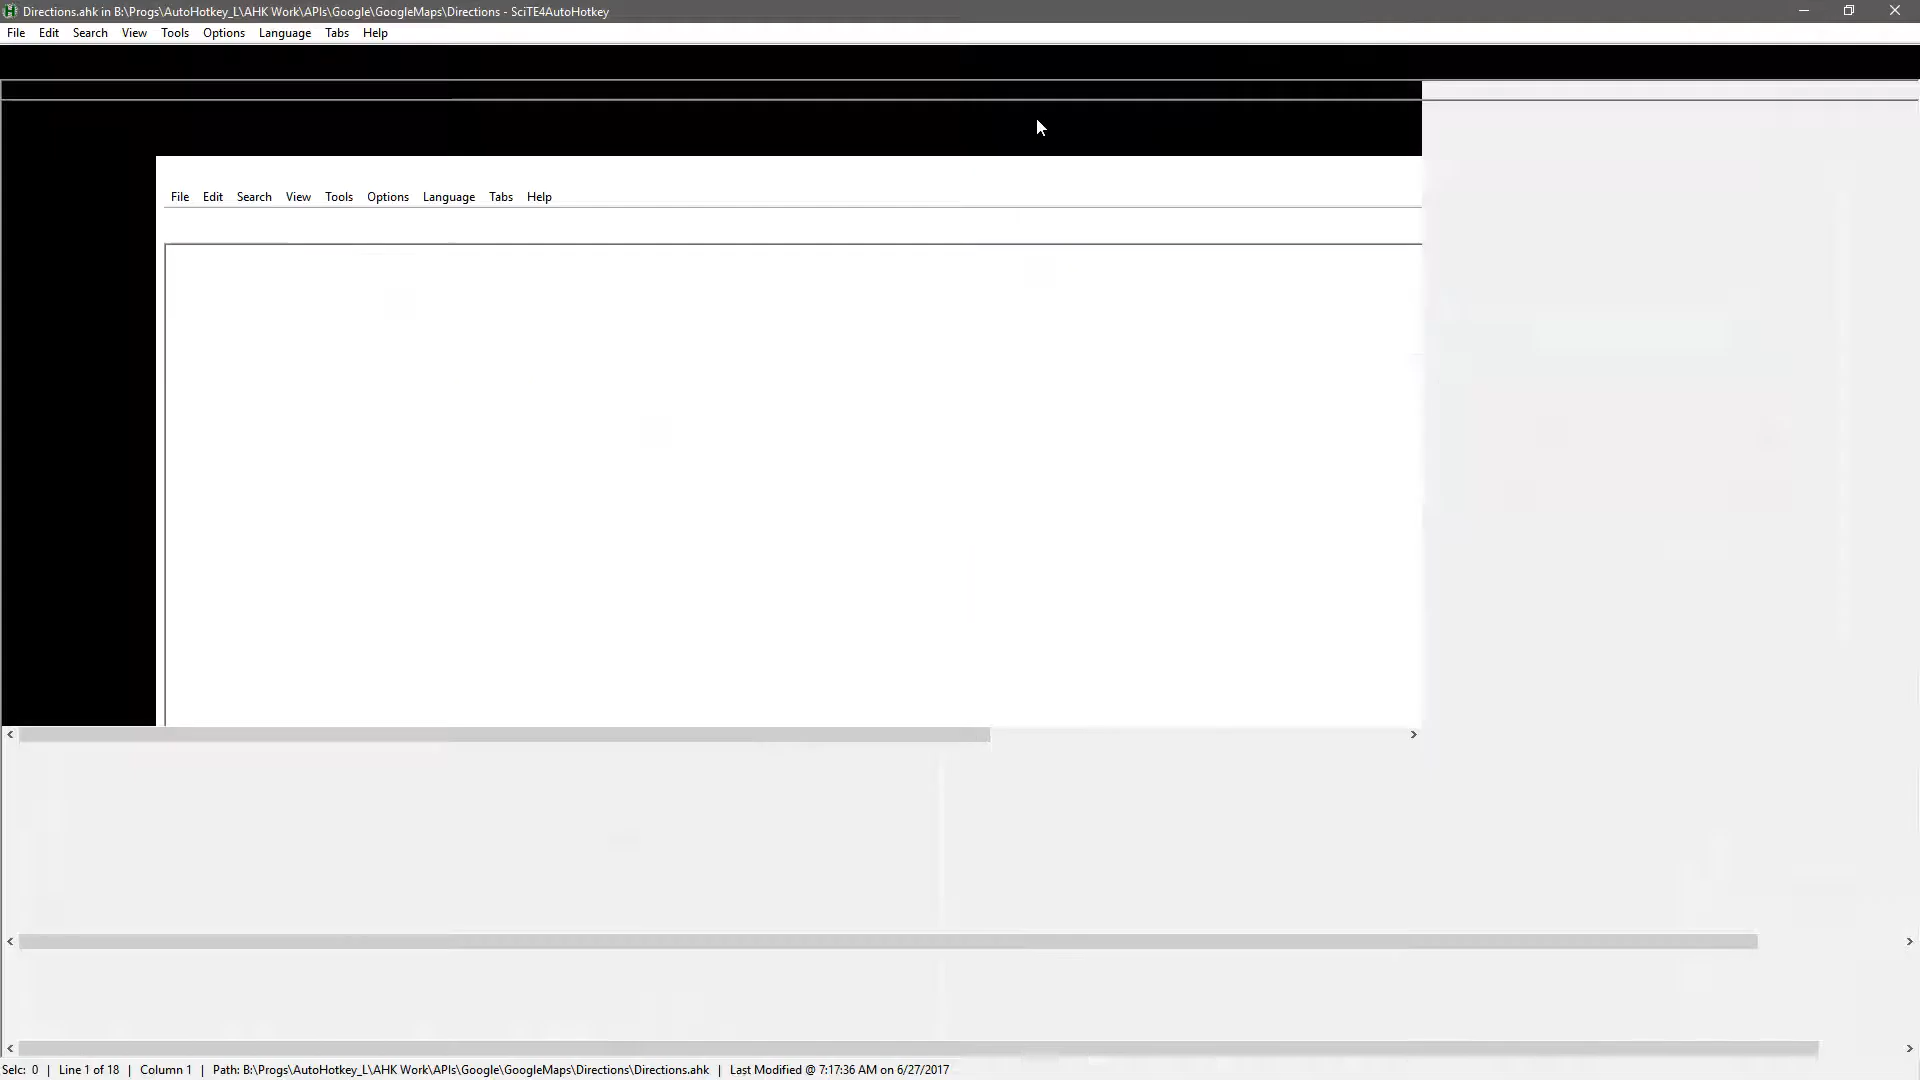 Directions.ahk in B:\Progs\AutoHotkey_L\AHK Work\APIs\Google\GoogleMaps\Directions - SciTE4AutoHotkey
File Edit Search View Tools Options Language Tabs Help
File Edit Search View Tools Options Language Tabs Help
Selc: 0 | Line 1 of 18 | Column 1 | Path: B:\Progs\AutoHotkey_L\AHK Work\APIs\Google\GoogleMaps\Directions\Directions.ahk | Last Modified @ 7:17:36 AM on 6/27/2017